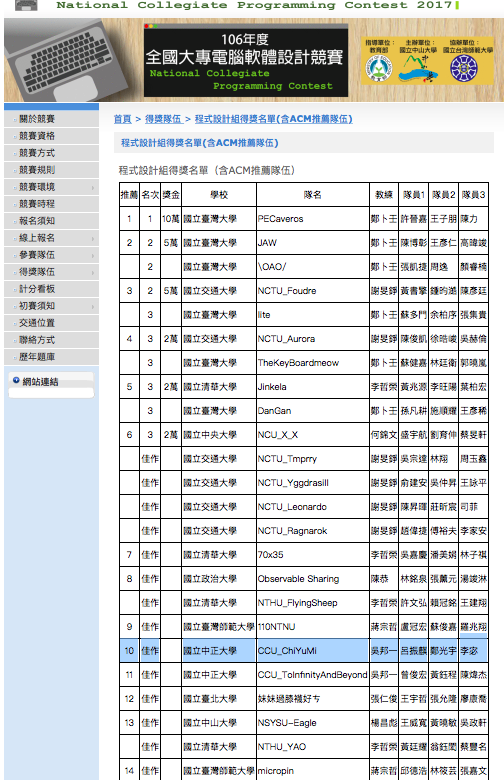 National Collegiate Programming Contest 2017
106年度
全國大專電腦軟體設計競賽
National Collegiate
Programming Contest
指導單位：
教育部
主辦單位：
國立中山大學
協辦單位：
國立台灣師範大學
關於競賽
競賽資格
競賽方式
競賽規則
競賽環境
競賽時程
報名須知
線上報名
參賽隊伍
得獎隊伍
計分看板
初賽須知
交通位置
聯絡方式
歷年題庫
網站連結
首頁 > 得獎隊伍 > 程式設計組得獎名單(含ACM推薦隊伍)
程式設計組得獎名單(含ACM推薦隊伍)
程式設計組得獎名單（含ACM推薦隊伍）
推薦 名次 獎金 學校 隊名 教練 隊員1 隊員2 隊員3
1 1 10萬 國立臺灣大學 PECaveros 鄭卜壬 許晉嘉 王子朋 陳力
2 2 5萬 國立臺灣大學 JAW 鄭卜壬 陳博彰 王彥仁 高暐竣
2 國立臺灣大學 \OAO/ 鄭卜壬 張凱捷 周逸 顏睿楠
3 2 5萬 國立交通大學 NCTU_Foudre 謝旻錚 黃書擎 鍾昀澔 陳彥廷
3 國立臺灣大學 lite 鄭卜壬 蘇多門 余柏序 張集貴
4 3 2萬 國立交通大學 NCTU_Aurora 謝旻錚 陳俊凱 徐晧峻 吳赫倫
3 國立臺灣大學 TheKeyBoardmeow 鄭卜壬 蘇健嘉 林廷衛 郭曉嵐
5 3 2萬 國立清華大學 Jinkela 李哲榮 黃兆源 李旺陽 葉柏宏
3 國立臺灣大學 DanGan 鄭卜壬 孫凡耕 施順耀 王彥稀
6 3 2萬 國立中央大學 NCU_X_X 何錦文 盛宇航 劉育伸 蔡旻軒
佳作 國立交通大學 NCTU_Tmprry 謝旻錚 吳宗達 林翔 周玉鑫
佳作 國立交通大學 NCTU_Yggdrasill 謝旻錚 俞建安 吳仲昇 王詠平
佳作 國立交通大學 NCTU_Leonardo 謝旻錚 陳昇暉 莊昕宸 司菲
佳作 國立交通大學 NCTU_Ragnarok 謝旻錚 趙偉捷 傅裕夫 李家安
7 佳作 國立清華大學 70x35 李哲榮 吳嘉慶 潘美娟 林子祺
8 佳作 國立政治大學 Observable Sharing 陳恭 林銘泉 張薰元 湯竣淋
佳作 國立清華大學 NTHU_FlyingSheep 李哲榮 許文弘 賴冠銘 王建翔
9 佳作 國立臺灣師範大學 110NTNU 蔣宗哲 盧冠宏 蘇俊嘉 羅兆翔
10 佳作 國立中正大學 CCU_ChiYuMi 吳邦一 呂振麒 鄭光宇 李宓
11 佳作 國立中正大學 CCU_ToInfinityAndBeyond 吳邦一 曾俊宏 黃鈺程 陳煒杰
12 佳作 國立臺北大學 妹妹過膝襪好ㄘ 張仁俊 王宇哲 張允隆 廖康喬
13 佳作 國立中山大學 NSYSU-Eagle 楊昌彪 王威寬 黃曉敏 吳政軒
佳作 國立清華大學 NTHU_YAO 李哲榮 黃廷耀 翁鈺閎 蔡豐名
14 佳作 國立臺灣師範大學 micropin 蔣宗哲 邱德浩 林筱芸 張嘉文